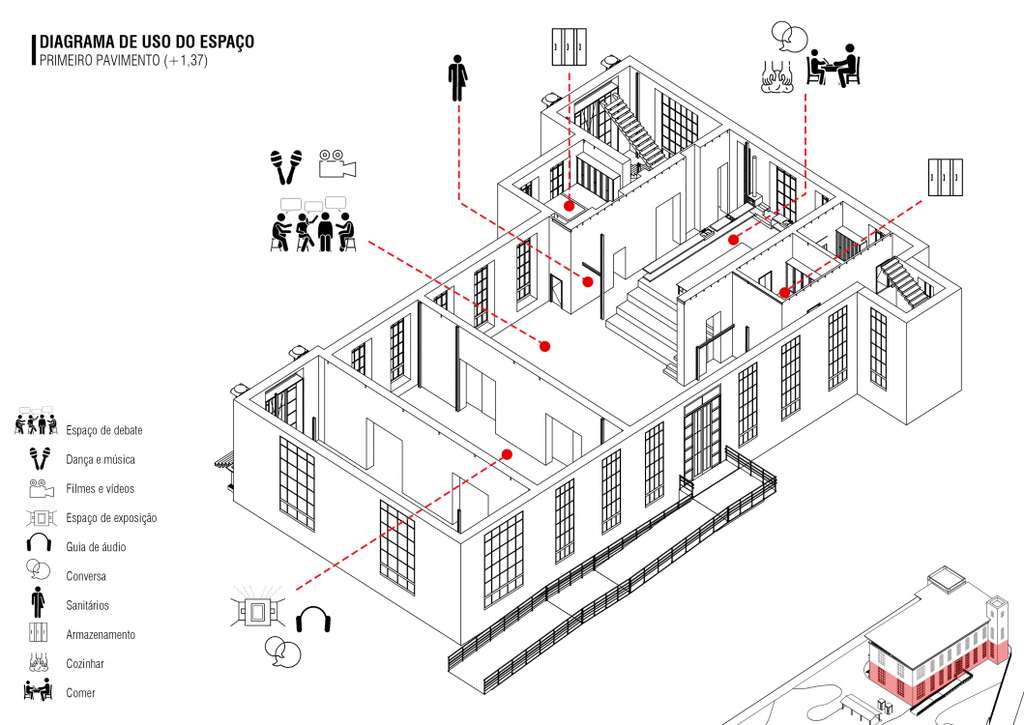 DIAGRAMA DE USO DO ESPAÇO
PRIMEIRO PAVIMENTO (+1,37)
Espaço de debate
Dança e música
Fiilmes e vídeos
Espaço de exposição
Guia de áudio
Conversa
Sanitários
Armazenamento
Cozinhar
Comer